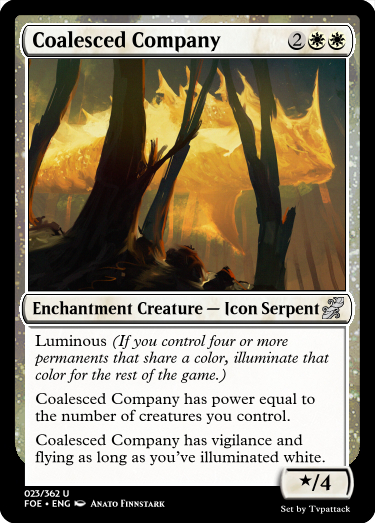 Coalesced Company 2
Enchantment Creature — Icon Serpent
Luminous (If you control four or more
permanents that share a color, illuminate that
color for the rest of the game.)
Coalesced Company has power equal to
the number of creatures you control.
Coalesced Company has vigilance and
flying as long as you've illuminated white.
★/4
023/362 U
FOE • ENG Anato Finnstark
Set by Tvpattack